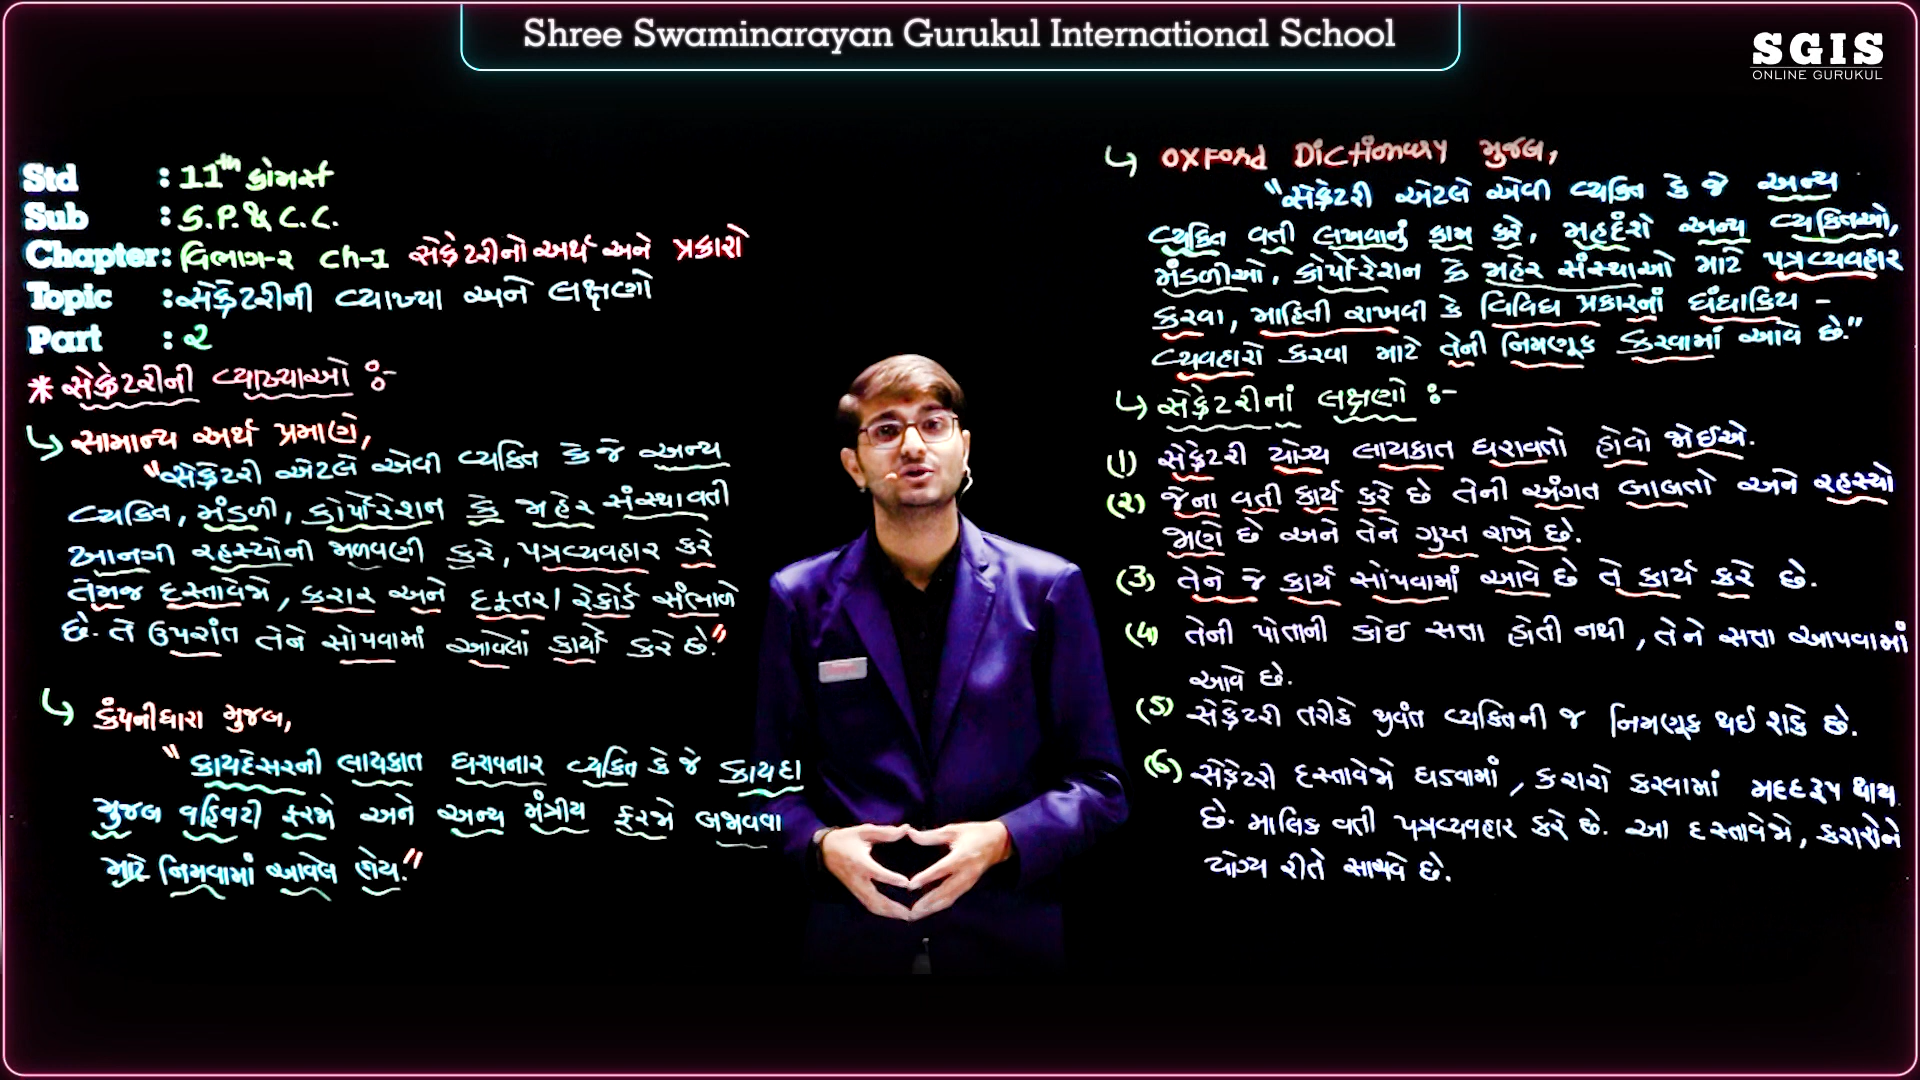 Shree Swaminarayan Gurukul International School
SGIS
ONLINE GURUKUL
Std : 11th કોમર્સ
Sub : S.P. & C.C.
Chapter: વિભાગ-૨ ch-1 સેક્રેટરીનો અર્થ અને પ્રકારો
Topic :સેક્રેટરીની વ્યાખ્યા અને લક્ષણો
Part : ૨
* સેક્રેટરીની વ્યાખ્યાઓ :-
↳ સામાન્ય અર્થ પ્રમાણે,
"સેક્રેટરી એટલે એવી વ્યક્તિ કે જે અન્ય
વ્યક્તિ, મંડળી, કોર્પોરેશન કે જાહેર સંસ્થા વતી
ખાનગી રહસ્યોની જાળવણી કરે, પત્રવ્યવહાર કરે
તેમજ દસ્તાવેજો, કરાર અને દફતર/રેકોર્ડ સંભાળે
છે. તે ઉપરાંત તેને સોંપવામાં આવેલાં કાર્યો કરે છે."
↳ કંપનીધારા મુજબ,
"કાયદેસરની લાયકાત ધરાવનાર વ્યક્તિ કે જે કાયદા
મુજબ વહિવટી ફરજો અને અન્ય મંત્રીય ફરજો બજાવવા
માટે નિમવામાં આવેલ હોય."
↳ OXFord Dictionary મુજબ,
"સેક્રેટરી એટલે એવી વ્યક્તિ કે જે અન્ય
વ્યક્તિ વતી લખવાનું કામ કરે, મહદંશે અન્ય વ્યક્તિઓ,
મંડળીઓ, કોર્પોરેશન કે જાહેર સંસ્થાઓ માટે પત્રવ્યવહાર
કરવા, માહિતી રાખવી કે વિવિધ પ્રકારનાં ધંધાકિય -
વ્યવહારો કરવા માટે તેની નિમણૂક કરવામાં આવે છે."
↳ સેક્રેટરીનાં લક્ષણો :-
(1) સેક્રેટરી યોગ્ય લાયકાત ધરાવતો હોવો જોઈએ.
(૨) જેના વતી કાર્ય કરે છે તેની અંગત બાબતો અને રહસ્યો
જાણે છે અને તેને ગુપ્ત રાખે છે.
(3) તેને જે કાર્ય સોંપવામાં આવે છે તે કાર્ય કરે છે.
(4) તેની પોતાની કોઈ સત્તા હોતી નથી, તેને સત્તા આપવામાં
આવે છે.
(5) સેક્રેટરી તરીકે જીવંત વ્યક્તિની જ નિમણૂક થઈ શકે છે.
(6) સેક્રેટરી દસ્તાવેજો ઘડવામાં, કરારો કરવામાં મદદરૂપ થાય
છે. માલિક વતી પત્રવ્યવહાર કરે છે. આ દસ્તાવેજો, કરારોને
યોગ્ય રીતે સાચવે છે.